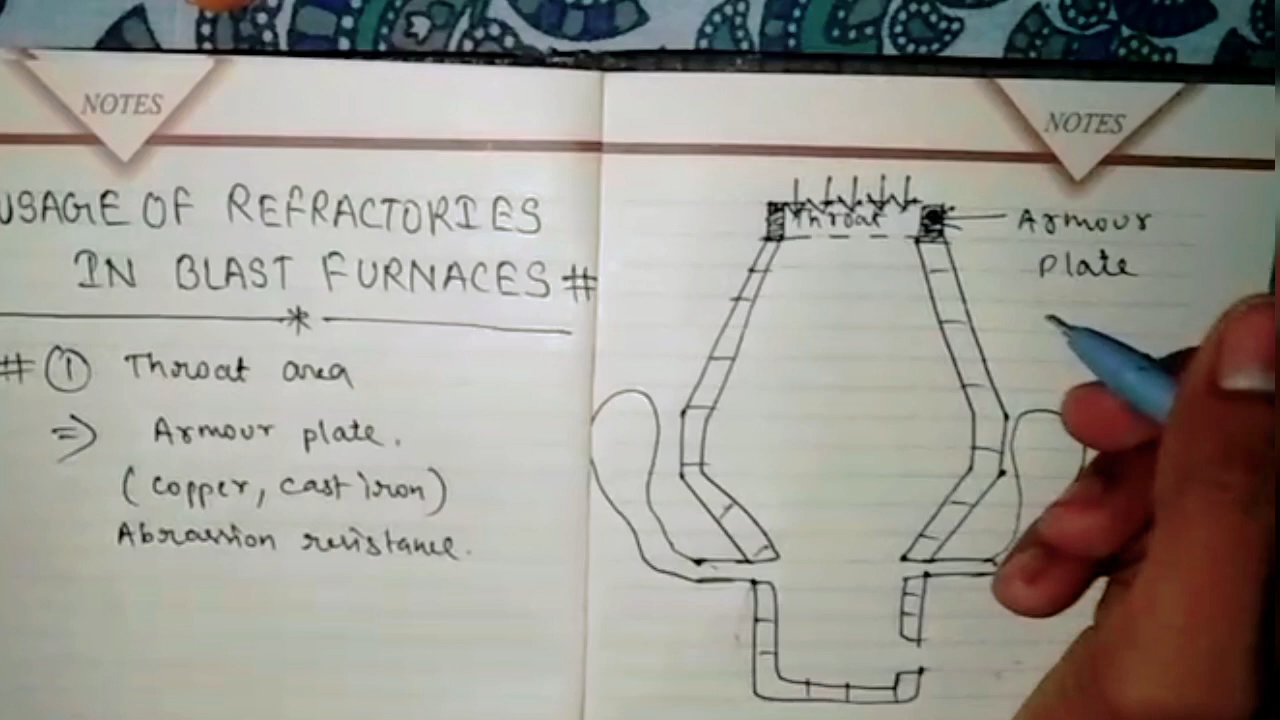 NOTES
USAGE OF REFRACTORIES
IN BLAST FURNACES #
# ① Throat area
⇒ Armour plate.
(copper, cast iron)
Abrassion resistance.
NOTES
Throat
Armour
plate